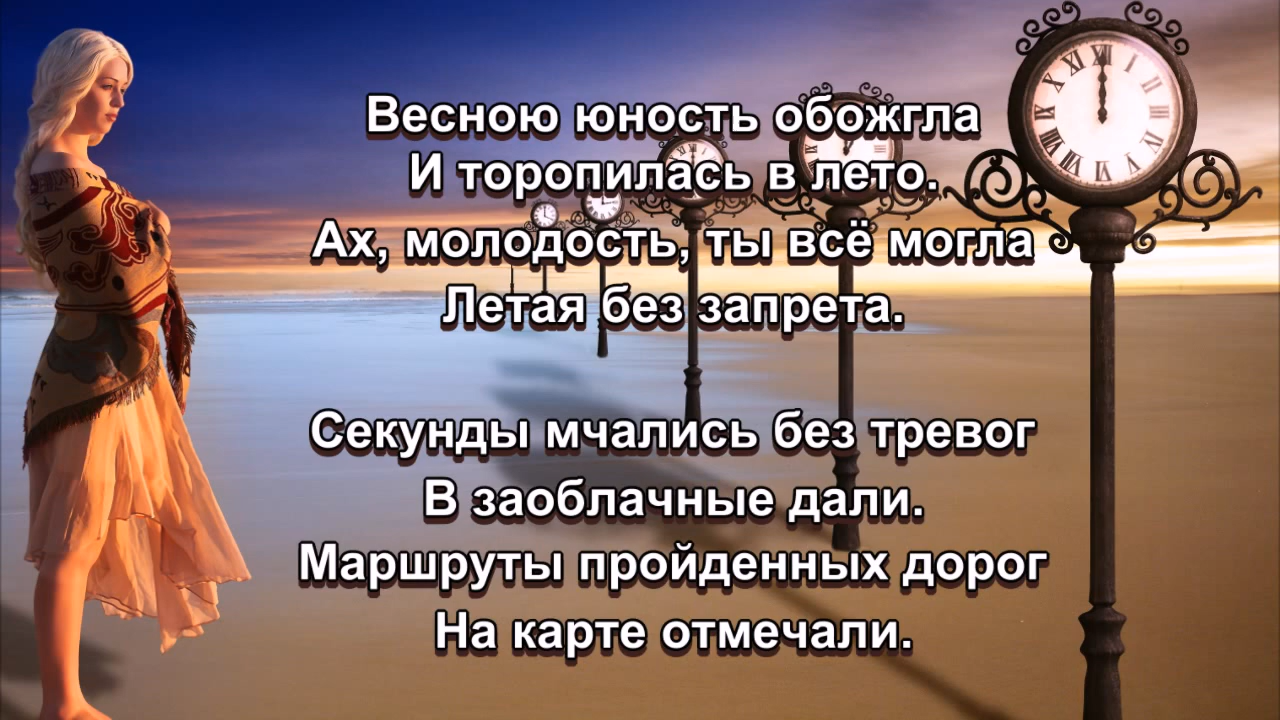 Весною юность обожгла
И торопилась в лето.
Ах, молодость, ты всё могла
Летая без запрета.
Секунды мчались без тревог
В заоблачные дали.
Маршруты пройденных дорог
На карте отмечали.